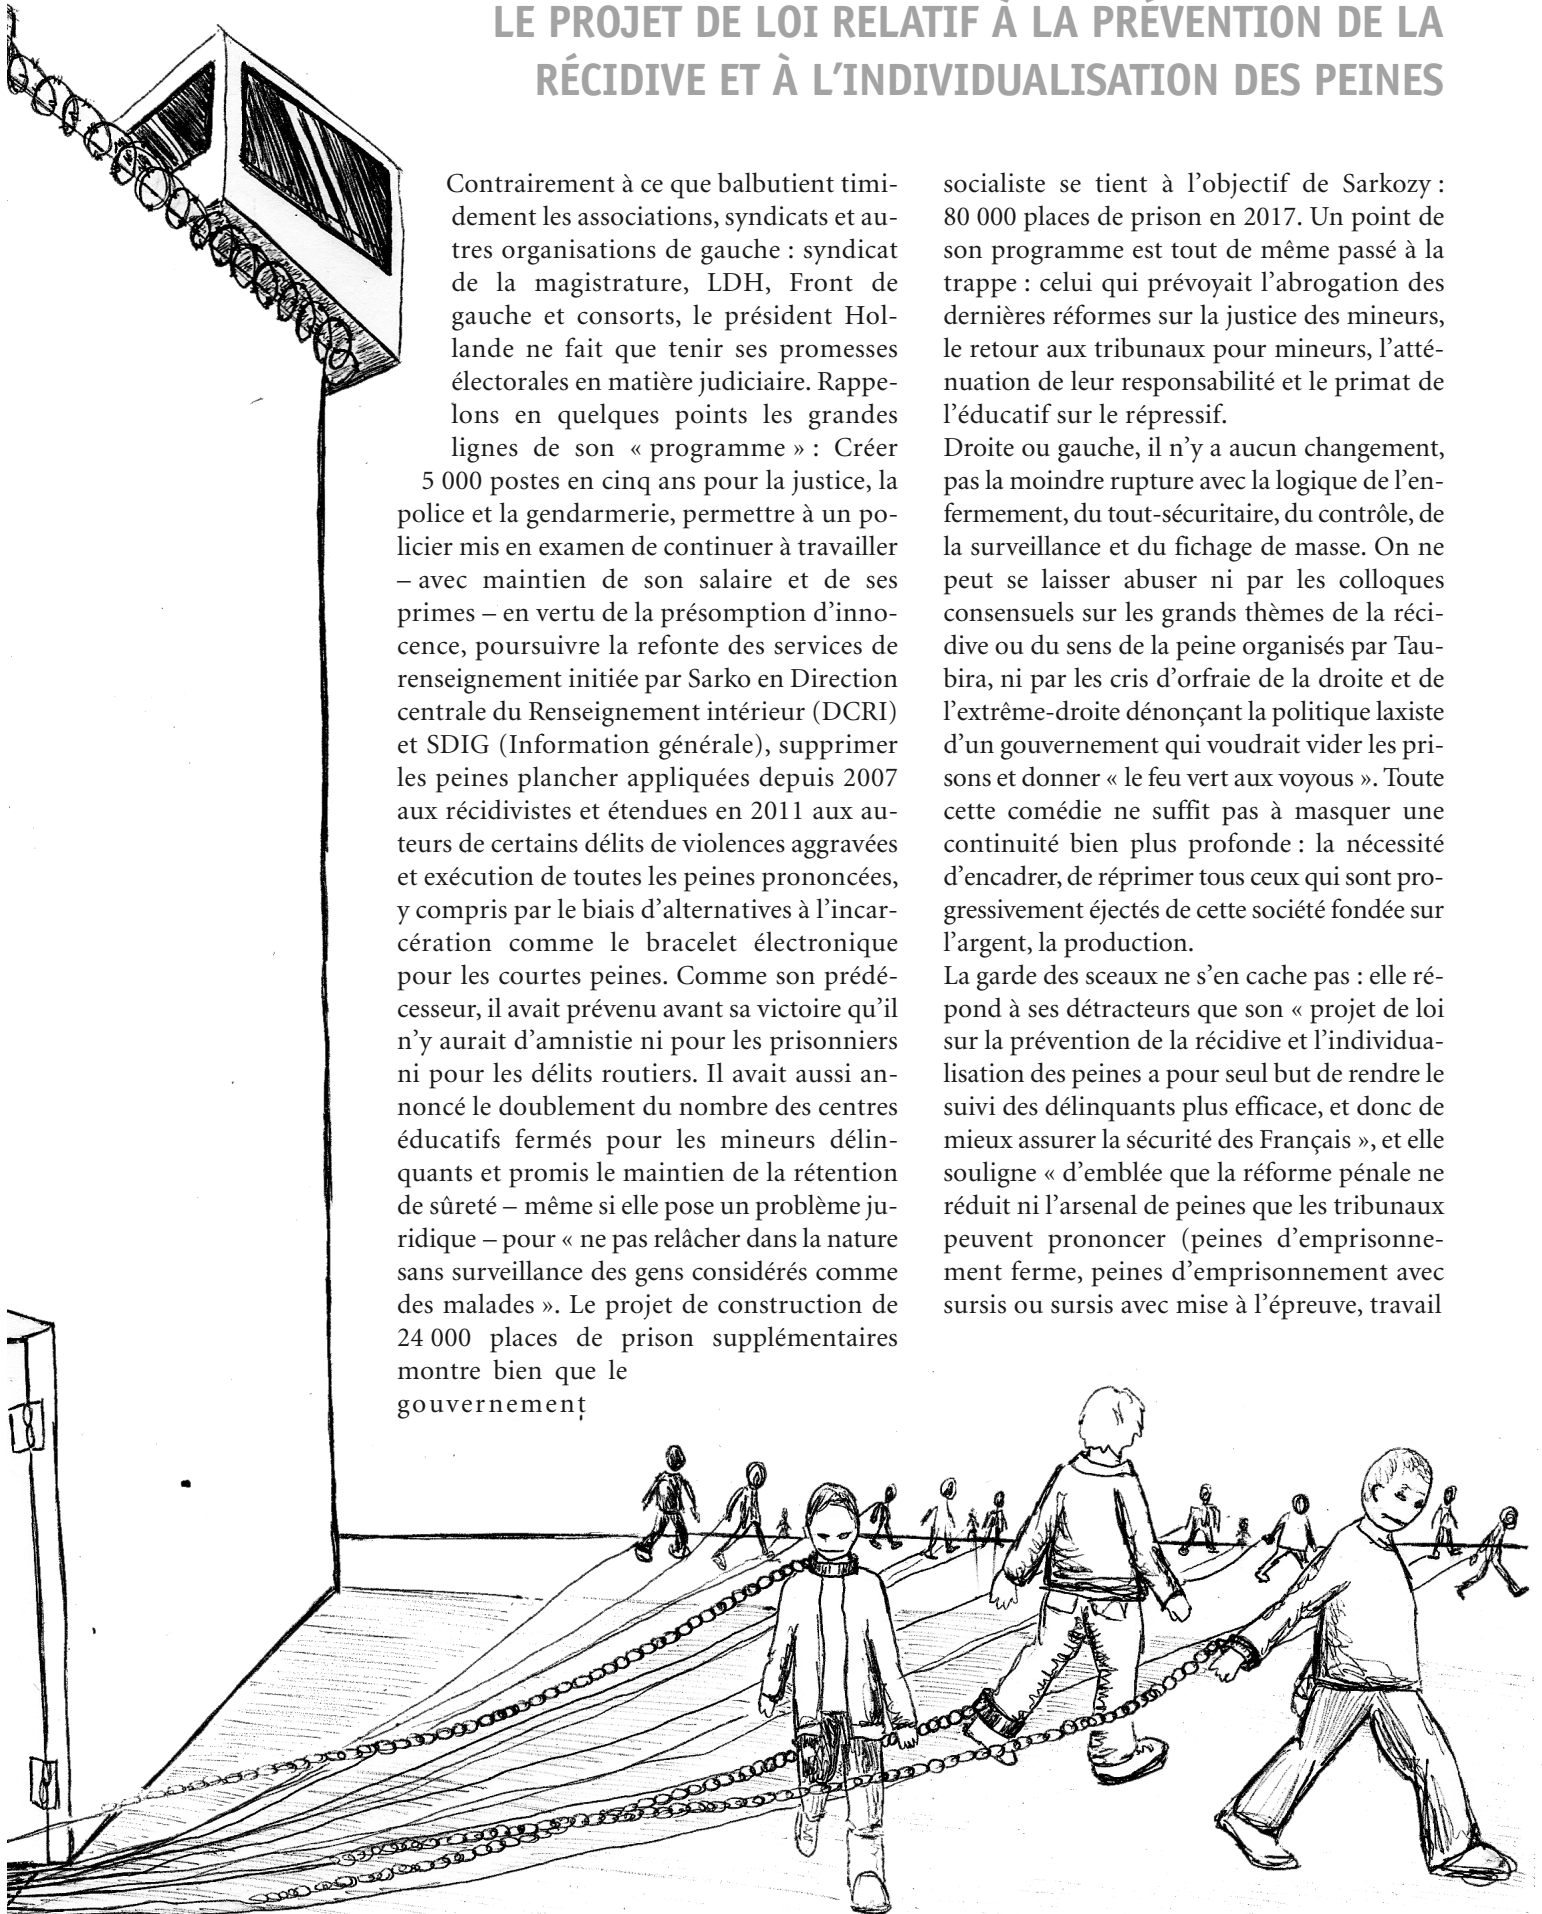 LE PROJET DE LOI RELATIF À LA PRÉVENTION DE LA
RÉCIDIVE ET À L’INDIVIDUALISATION DES PEINES
Contrairement à ce que balbutient timi-
dement les associations, syndicats et au-
tres organisations de gauche : syndicat
de la magistrature, LDH, Front de
gauche et consorts, le président Hol-
lande ne fait que tenir ses promesses
électorales en matière judiciaire. Rappe-
lons en quelques points les grandes
lignes de son « programme » : Créer
5 000 postes en cinq ans pour la justice, la
police et la gendarmerie, permettre à un po-
licier mis en examen de continuer à travailler
– avec maintien de son salaire et de ses
primes – en vertu de la présomption d’inno-
cence, poursuivre la refonte des services de
renseignement initiée par Sarko en Direction
centrale du Renseignement intérieur (DCRI)
et SDIG (Information générale), supprimer
les peines plancher appliquées depuis 2007
aux récidivistes et étendues en 2011 aux au-
teurs de certains délits de violences aggravées
et exécution de toutes les peines prononcées,
y compris par le biais d’alternatives à l’incar-
cération comme le bracelet électronique
pour les courtes peines. Comme son prédé-
cesseur, il avait prévenu avant sa victoire qu’il
n’y aurait d’amnistie ni pour les prisonniers
ni pour les délits routiers. Il avait aussi an-
noncé le doublement du nombre des centres
éducatifs fermés pour les mineurs délin-
quants et promis le maintien de la rétention
de sûreté – même si elle pose un problème ju-
ridique – pour « ne pas relâcher dans la nature
sans surveillance des gens considérés comme
des malades ». Le projet de construction de
24 000 places de prison supplémentaires
montre bien que le
gouvernement
socialiste se tient à l’objectif de Sarkozy :
80 000 places de prison en 2017. Un point de
son programme est tout de même passé à la
trappe : celui qui prévoyait l’abrogation des
dernières réformes sur la justice des mineurs,
le retour aux tribunaux pour mineurs, l’atté-
nuation de leur responsabilité et le primat de
l’éducatif sur le répressif.
Droite ou gauche, il n’y a aucun changement,
pas la moindre rupture avec la logique de l’en-
fermement, du tout-sécuritaire, du contrôle, de
la surveillance et du fichage de masse. On ne
peut se laisser abuser ni par les colloques
consensuels sur les grands thèmes de la réci-
dive ou du sens de la peine organisés par Tau-
bira, ni par les cris d’orfraie de la droite et de
l’extrême-droite dénonçant la politique laxiste
d’un gouvernement qui voudrait vider les pri-
sons et donner « le feu vert aux voyous ». Toute
cette comédie ne suffit pas à masquer une
continuité bien plus profonde : la nécessité
d’encadrer, de réprimer tous ceux qui sont pro-
gressivement éjectés de cette société fondée sur
l’argent, la production.
La garde des sceaux ne s’en cache pas : elle ré-
pond à ses détracteurs que son « projet de loi
sur la prévention de la récidive et l’individua-
lisation des peines a pour seul but de rendre le
suivi des délinquants plus efficace, et donc de
mieux assurer la sécurité des Français », et elle
souligne « d’emblée que la réforme pénale ne
réduit ni l’arsenal de peines que les tribunaux
peuvent prononcer (peines d’emprisonne-
ment ferme, peines d’emprisonnement avec
sursis ou sursis avec mise à l’épreuve, travail